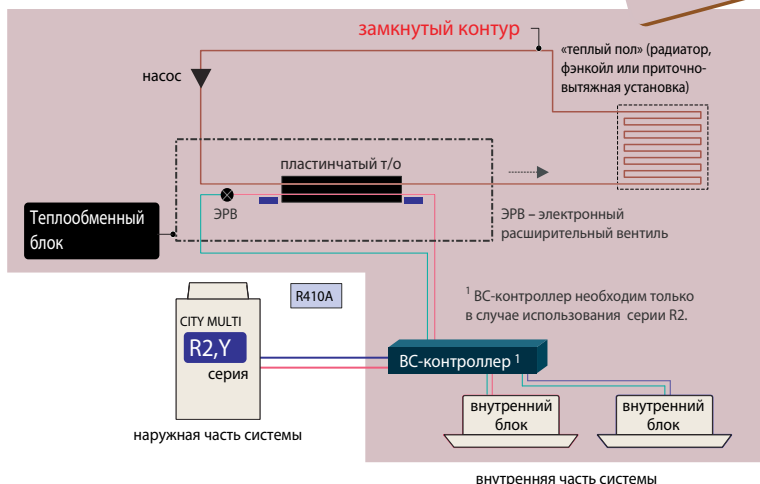 замкнутый контур
«теплый пол» (радиатор,
фэнкойл или приточно-
вытяжная установка)
насос
пластинчатый т/о
ЭРВ
ЭРВ – электронный
расширительный вентиль
Теплообменный
блок
R410A
¹ ВС-контроллер необходим только
в случае использования серии R2.
CITY MULTI
R2,Y
серия
ВС-контроллер ¹
внутренний
блок
внутренний
блок
наружная часть системы
внутренняя часть системы